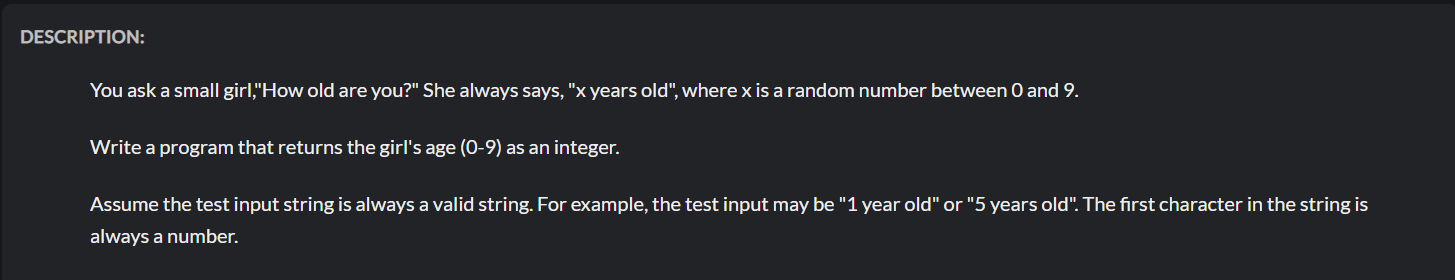 DESCRIPTION:
You ask a small girl,"How old are you?" She always says, "x years old", where x is a random number between 0 and 9.
Write a program that returns the girl's age (0-9) as an integer.
Assume the test input string is always a valid string. For example, the test input may be "1 year old" or "5 years old". The first character in the string is
always a number.